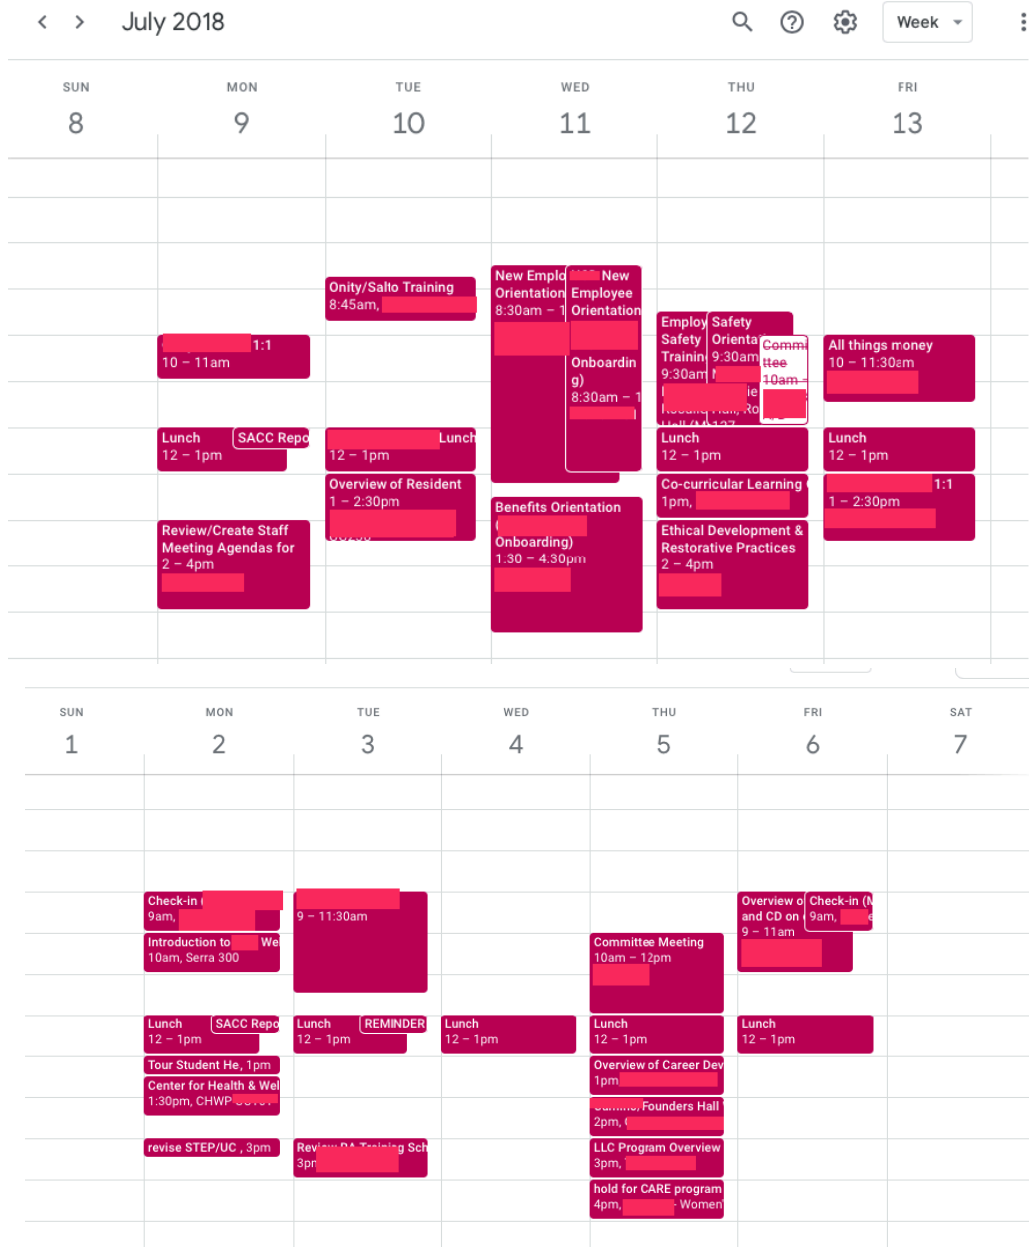 July 2018
Week
SUN MON TUE WED THU FRI
8 9 10 11 12 13
1:1
10 – 11am
Lunch
12 – 1pm
SACC Repo
Review/Create Staff
Meeting Agendas for
2 – 4pm
Onity/Salto Training
8:45am,
Lunch
12 – 1pm
Overview of Resident
1 – 2:30pm
New Emplo
Orientation
8:30am – 1
New
Employee
Orientation
Onboardin
g)
8:30am – 1
Benefits Orientation
(
Onboarding)
1:30 – 4:30pm
Employ
Safety
Training
9:30am
Safety
Orienta
9:30am
Commi
ttee
10am –
Lunch
12 – 1pm
Co-curricular Learning
1pm,
Ethical Development &
Restorative Practices
2 – 4pm
All things money
10 – 11:30am
Lunch
12 – 1pm
1:1
1 – 2:30pm
SUN MON TUE WED THU FRI SAT
1 2 3 4 5 6 7
Check-in (
9am,
Introduction to We
10am, Serra 300
Lunch
12 – 1pm
SACC Repo
Tour Student He, 1pm
Center for Health & Wel
1:30pm, CHWP
revise STEP/UC , 3pm
9 – 11:30am
Lunch
12 – 1pm
REMINDER
Review RA Training Sch
3pm
Lunch
12 – 1pm
Committee Meeting
10am – 12pm
Lunch
12 – 1pm
Overview of Career Dev
1pm
Founders Hall
2pm,
LLC Program Overview
3pm,
hold for CARE program
4pm, - Women'
Overview o
and CD on
9 – 11am
Check-in (M
9am,
Lunch
12 – 1pm